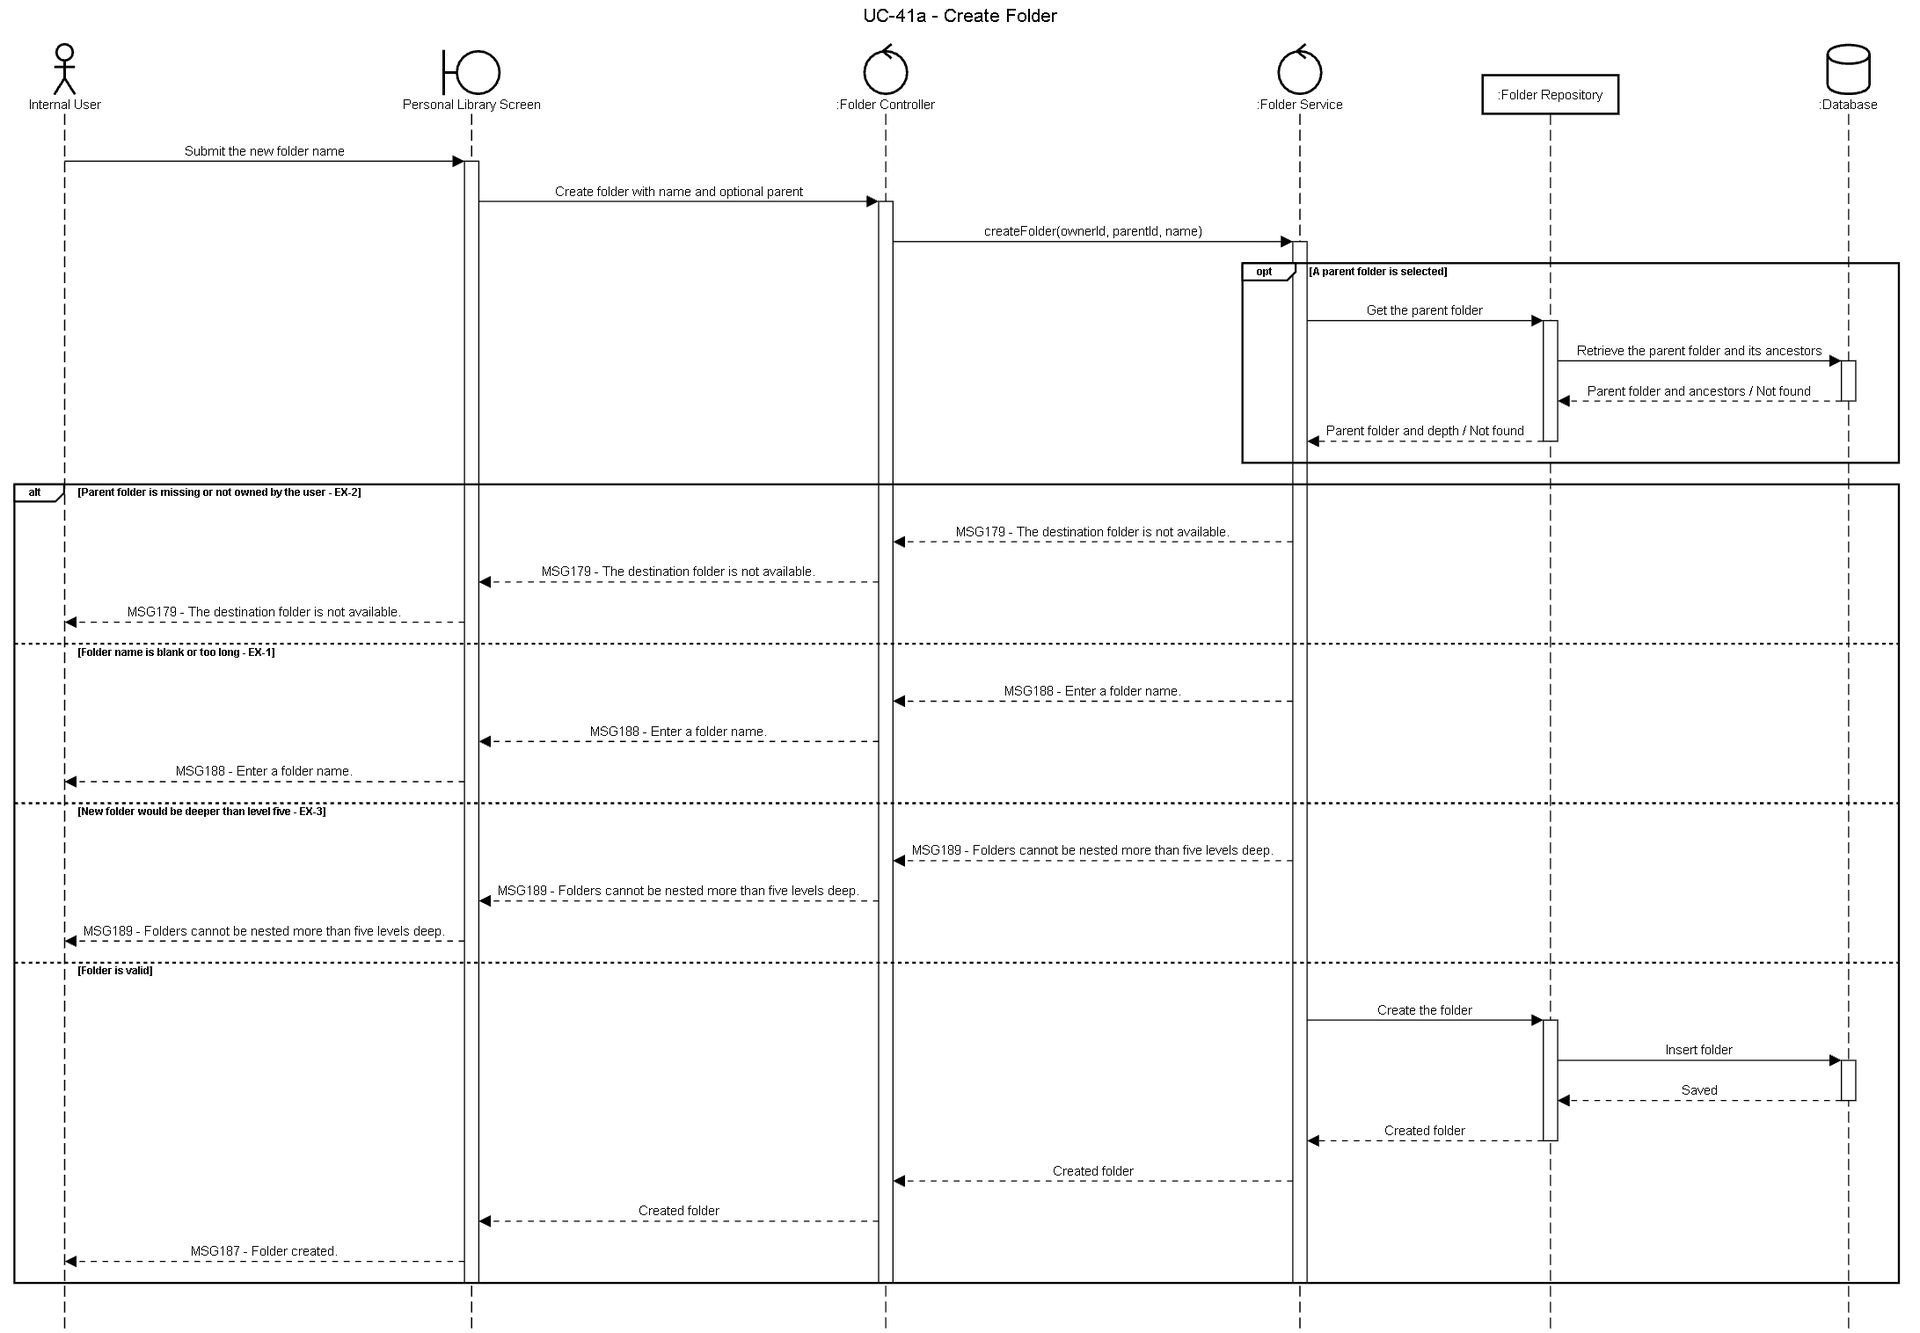 UC-41a - Create Folder
Internal User
Personal Library Screen
:Folder Controller
:Folder Service
:Folder Repository
:Database
Submit the new folder name
Create folder with name and optional parent
createFolder(ownerId, parentId, name)
opt
[A parent folder is selected]
Get the parent folder
Retrieve the parent folder and its ancestors
Parent folder and ancestors / Not found
Parent folder and depth / Not found
alt
[Parent folder is missing or not owned by the user - EX-2]
MSG179 - The destination folder is not available.
MSG179 - The destination folder is not available.
MSG179 - The destination folder is not available.
[Folder name is blank or too long - EX-1]
MSG188 - Enter a folder name.
MSG188 - Enter a folder name.
MSG188 - Enter a folder name.
[New folder would be deeper than level five - EX-3]
MSG189 - Folders cannot be nested more than five levels deep.
MSG189 - Folders cannot be nested more than five levels deep.
MSG189 - Folders cannot be nested more than five levels deep.
[Folder is valid]
Create the folder
Insert folder
Saved
Created folder
Created folder
Created folder
MSG187 - Folder created.